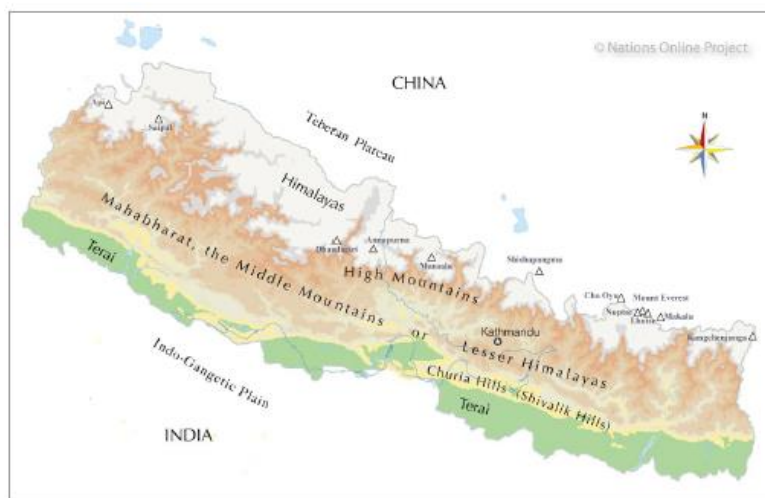 © Nations Online Project
CHINA
N
Api
Saipal
Tebetan Plateau
Himalayas
Dhaulagiri
Annapurna
Manaslu
Shishapangma
High Mountains
Mahabharat, the Middle Mountains or Lesser Himalayas
Cho Oyu
Mount Everest
Nuptse
Lhotse
Makalu
Kangchenjunga
Kathmandu
Terai
Churia Hills (Shivalik Hills)
Indo-Gangetic Plain
Terai
INDIA